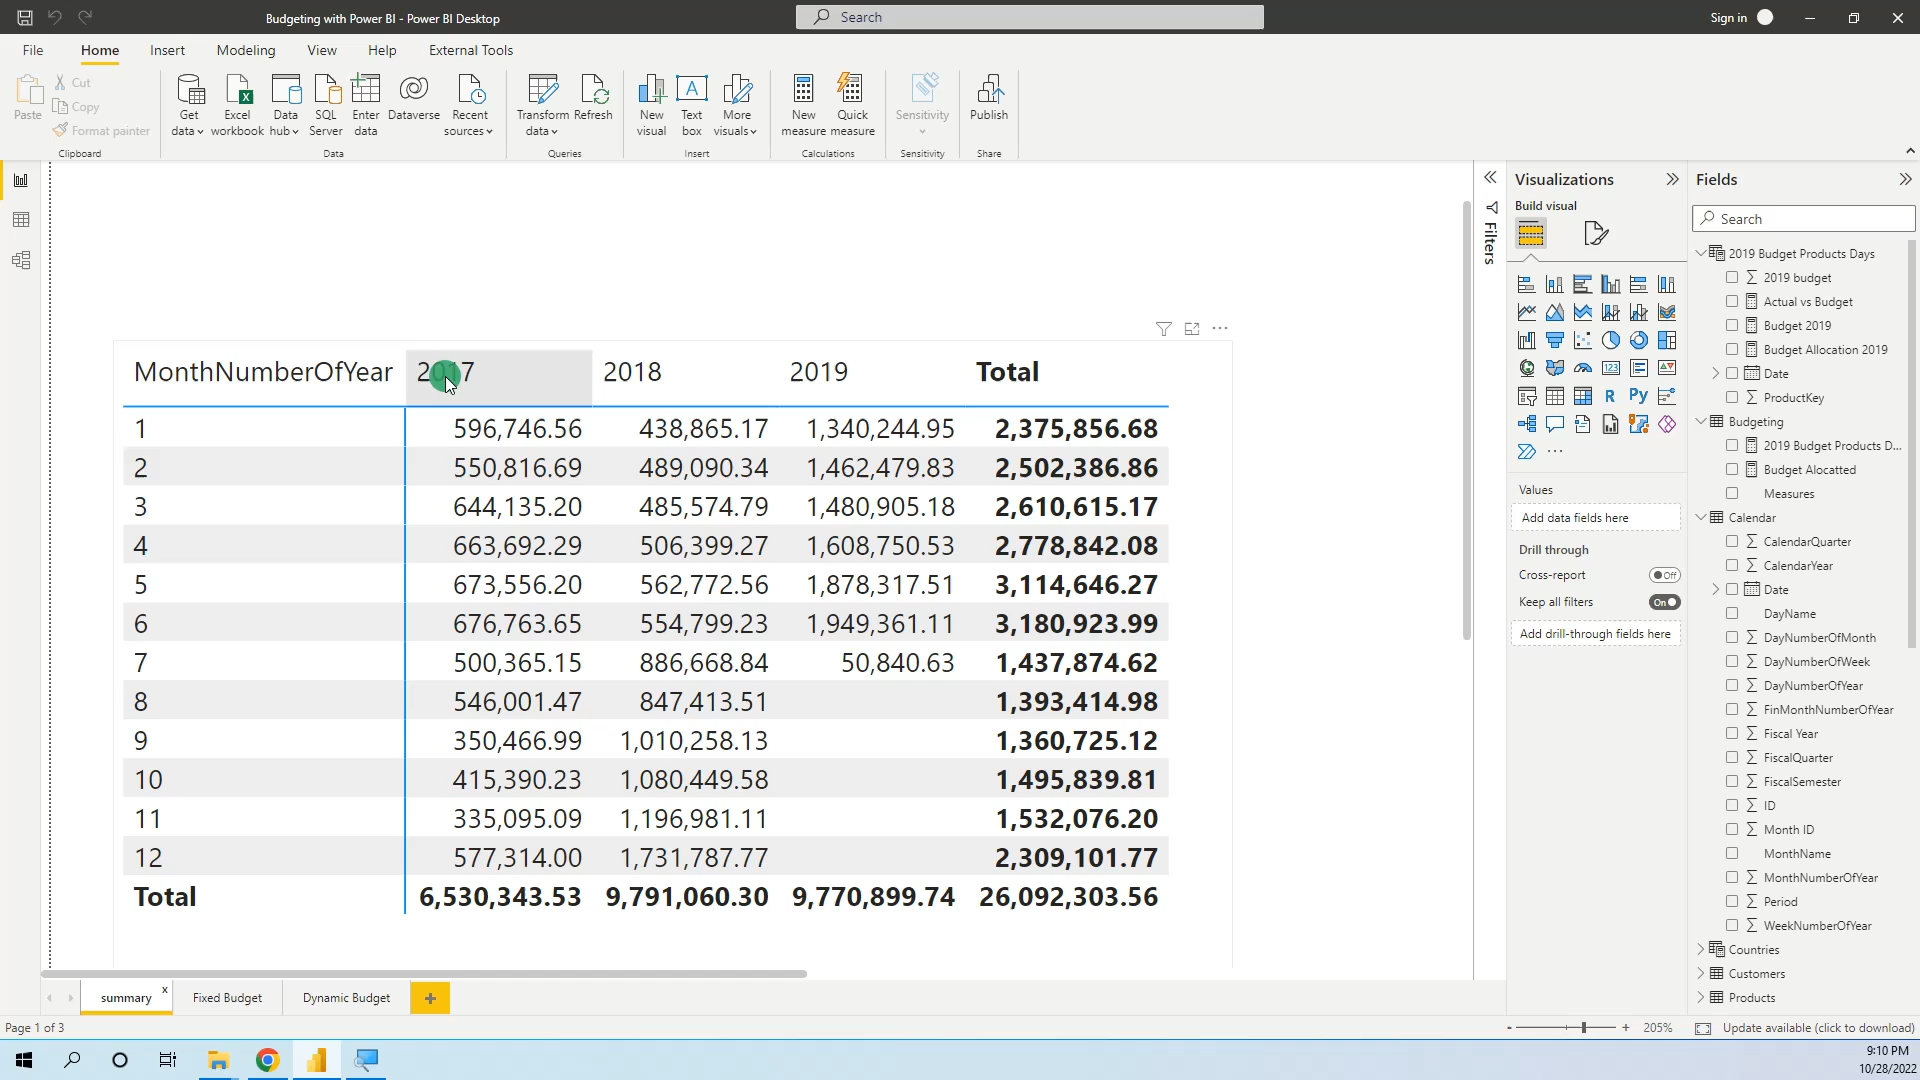 Budgeting with Power BI - Power BI Desktop
Search
Sign in
File Home Insert Modeling View Help External Tools
Paste
Cut
Copy
Format painter
Clipboard
Get data
Excel workbook
Data hub
SQL Server
Enter data
Dataverse
Recent sources
Data
Transform data
Refresh
Queries
New visual
Text box
More visuals
Insert
New measure
Quick measure
Calculations
Sensitivity
Sensitivity
Publish
Share
MonthNumberOfYear 2017 2018 2019 Total
1 596,746.56 438,865.17 1,340,244.95 2,375,856.68
2 550,816.69 489,090.34 1,462,479.83 2,502,386.86
3 644,135.20 485,574.79 1,480,905.18 2,610,615.17
4 663,692.29 506,399.27 1,608,750.53 2,778,842.08
5 673,556.20 562,772.56 1,878,317.51 3,114,646.27
6 676,763.65 554,799.23 1,949,361.11 3,180,923.99
7 500,365.15 886,668.84 50,840.63 1,437,874.62
8 546,001.47 847,413.51 1,393,414.98
9 350,466.99 1,010,258.13 1,360,725.12
10 415,390.23 1,080,449.58 1,495,839.81
11 335,095.09 1,196,981.11 1,532,076.20
12 577,314.00 1,731,787.77 2,309,101.77
Total 6,530,343.53 9,791,060.30 9,770,899.74 26,092,303.56
Filters
Visualizations
Build visual
R Py
Values
Add data fields here
Drill through
Cross-report Off
Keep all filters On
Add drill-through fields here
Fields
Search
2019 Budget Products Days
2019 budget
Actual vs Budget
Budget 2019
Budget Allocation 2019
Date
ProductKey
Budgeting
2019 Budget Products D...
Budget Alocatted
Measures
Calendar
CalendarQuarter
CalendarYear
Date
DayName
DayNumberOfMonth
DayNumberOfWeek
DayNumberOfYear
FinMonthNumberOfYear
Fiscal Year
FiscalQuarter
FiscalSemester
ID
Month ID
MonthName
MonthNumberOfYear
Period
WeekNumberOfYear
Countries
Customers
Products
summary x Fixed Budget Dynamic Budget +
Page 1 of 3
- + 205%
Update available (click to download)
9:10 PM
10/28/2022